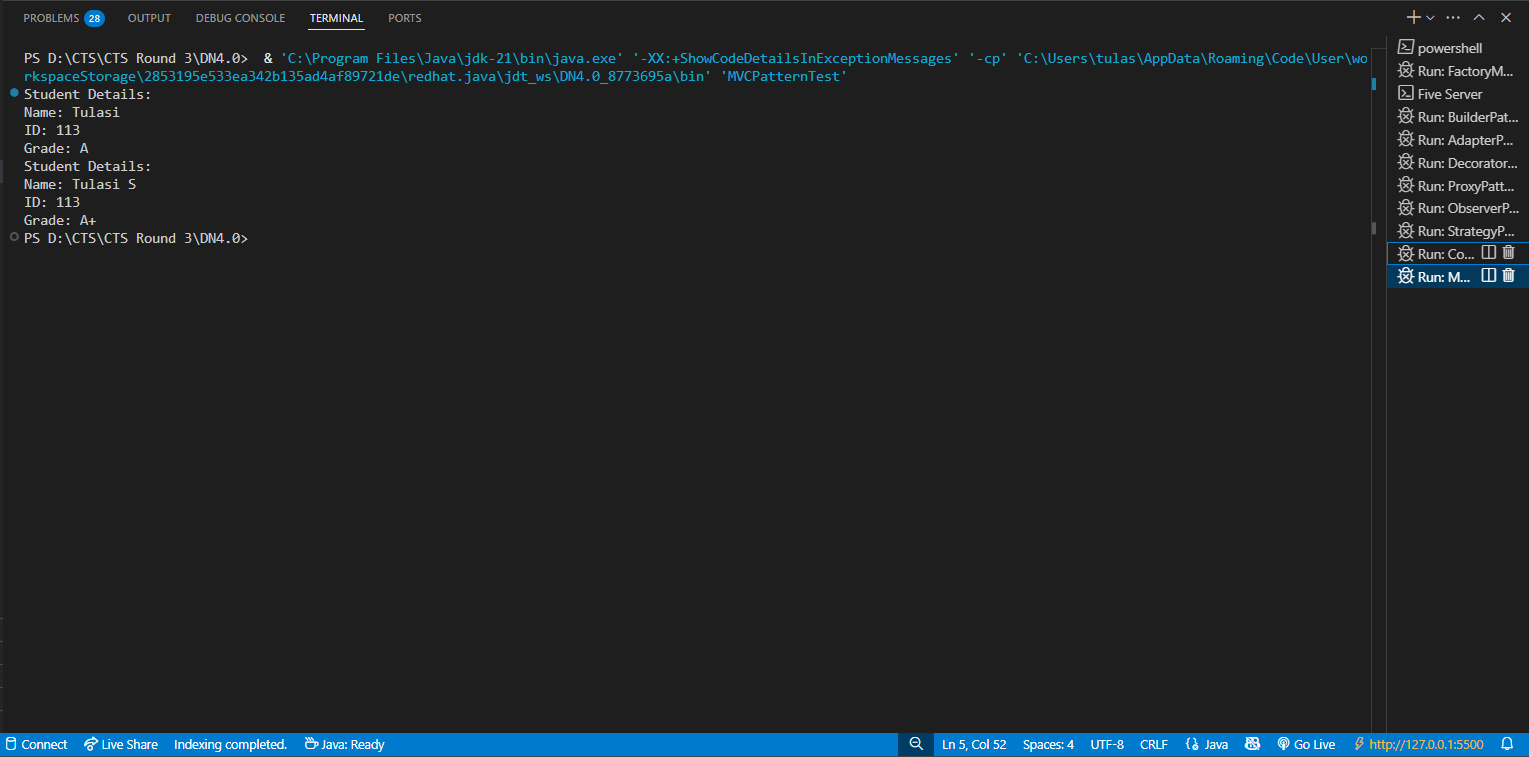 PROBLEMS 28 OUTPUT DEBUG CONSOLE TERMINAL PORTS
PS D:\CTS\CTS Round 3\DN4.0>  & 'C:\Program Files\Java\jdk-21\bin\java.exe' '-XX:+ShowCodeDetailsInExceptionMessages' '-cp' 'C:\Users\tulas\AppData\Roaming\Code\User\wo
rkspaceStorage\2853195e533ea342b135ad4af89721de\redhat.java\jdt_ws\DN4.0_8773695a\bin' 'MVCPatternTest'
Student Details:
Name: Tulasi
ID: 113
Grade: A
Student Details:
Name: Tulasi S
ID: 113
Grade: A+
PS D:\CTS\CTS Round 3\DN4.0>
powershell
Run: FactoryM...
Five Server
Run: BuilderPat...
Run: AdapterP...
Run: Decorator...
Run: ProxyPatt...
Run: ObserverP...
Run: StrategyP...
Run: Co...
Run: M...
Connect Live Share Indexing completed. Java: Ready Ln 5, Col 52 Spaces: 4 UTF-8 CRLF Java Go Live http://127.0.0.1:5500